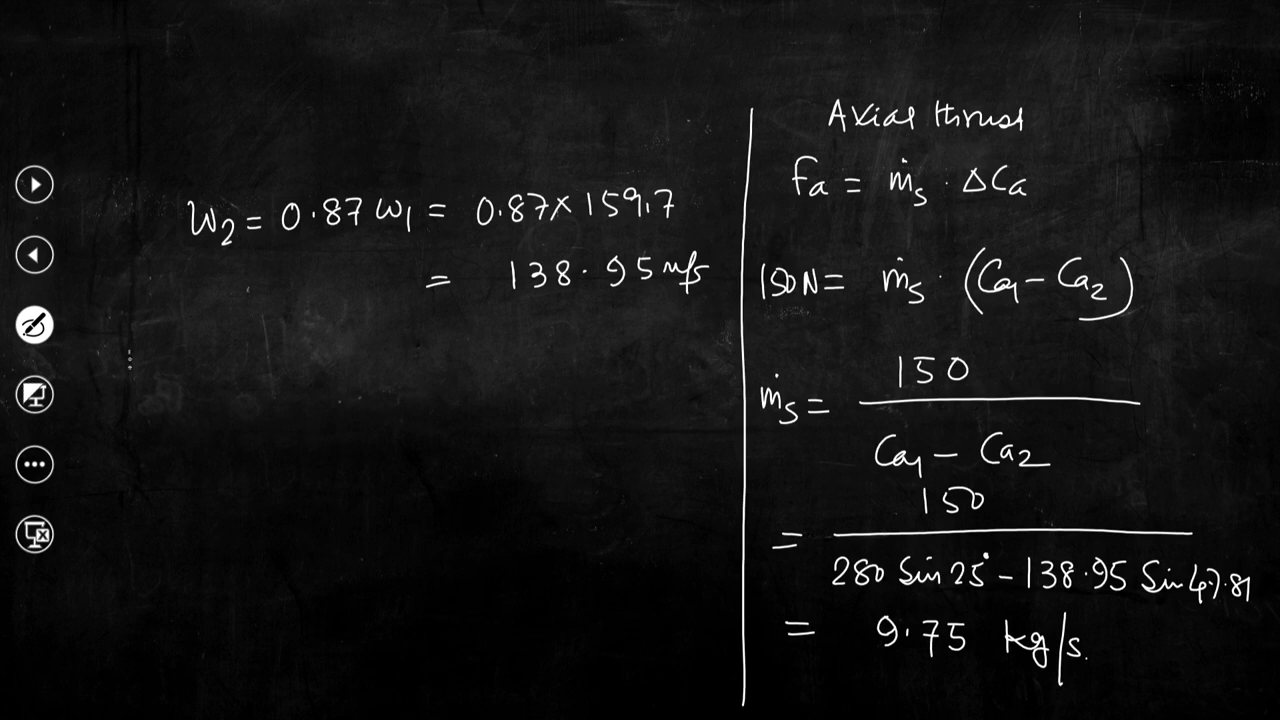 W₂ = 0.87 W₁ = 0.87 × 159.7
= 138.95 m/s
Axial thrust
Fa = ṁs · ΔCa
150N = ṁs · (Ca₁ − Ca₂)
ṁs = 150
Ca₁ − Ca₂
= 150
280 Sin 25° − 138.95 Sin 47.81
= 9.75 kg/s.